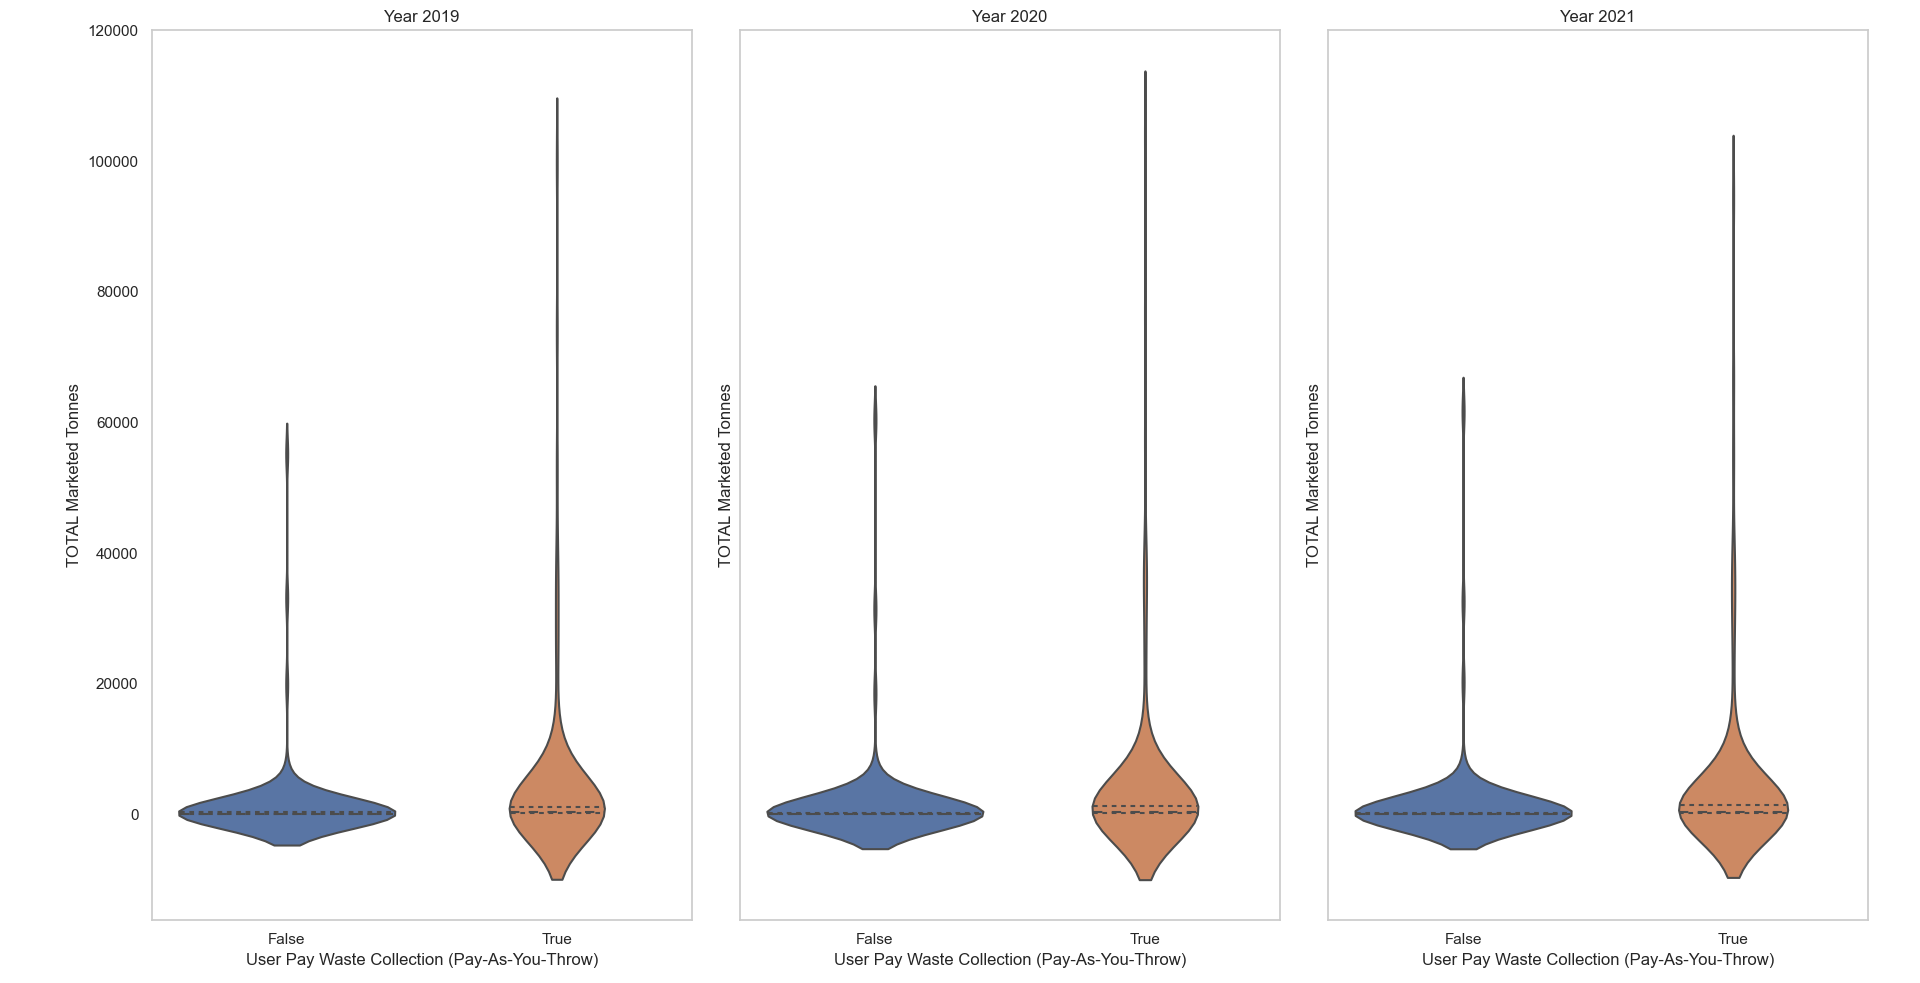 Year 2019
120000
100000
80000
60000
40000
20000
0
TOTAL Marketed Tonnes
False
True
User Pay Waste Collection (Pay-As-You-Throw)
Year 2020
TOTAL Marketed Tonnes
False
True
User Pay Waste Collection (Pay-As-You-Throw)
Year 2021
TOTAL Marketed Tonnes
False
True
User Pay Waste Collection (Pay-As-You-Throw)